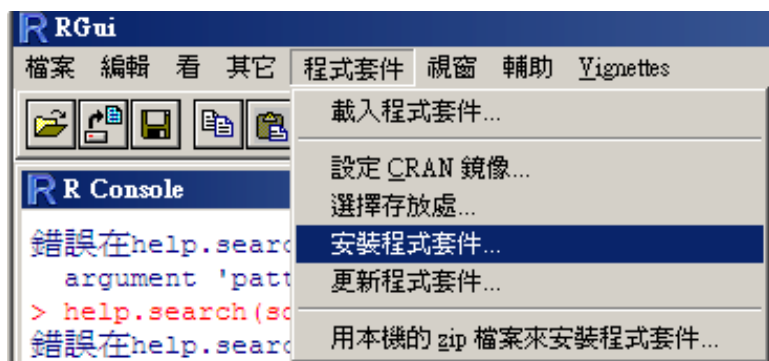 RGui
檔案 編輯 看 其它 程式套件 視窗 輔助 Vignettes
載入程式套件...
設定 CRAN 鏡像...
選擇存放處...
安裝程式套件...
更新程式套件...
用本機的 zip 檔案來安裝程式套件...
R Console
錯誤在help.searc
argument 'patt
> help.search(so
錯誤在help.searc